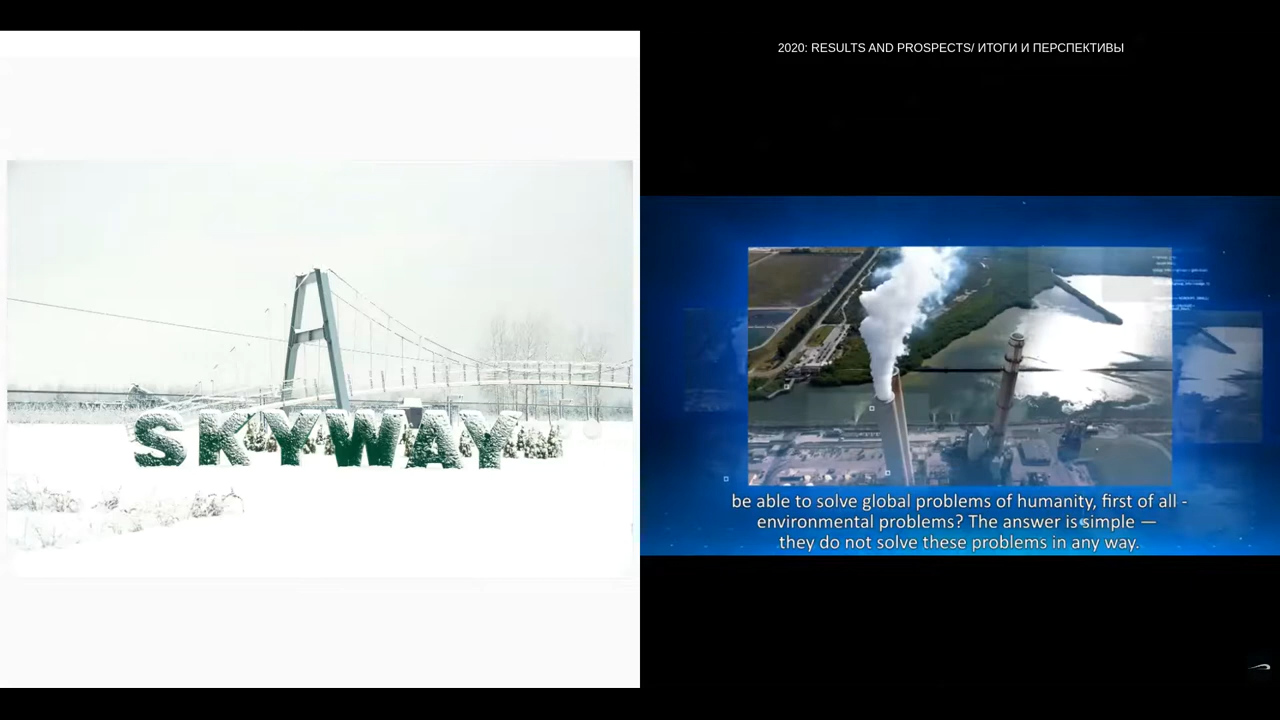 SKYWAY
2020: RESULTS AND PROSPECTS/ ИТОГИ И ПЕРСПЕКТИВЫ
be able to solve global problems of humanity, first of all -
environmental problems? The answer is simple —
they do not solve these problems in any way.